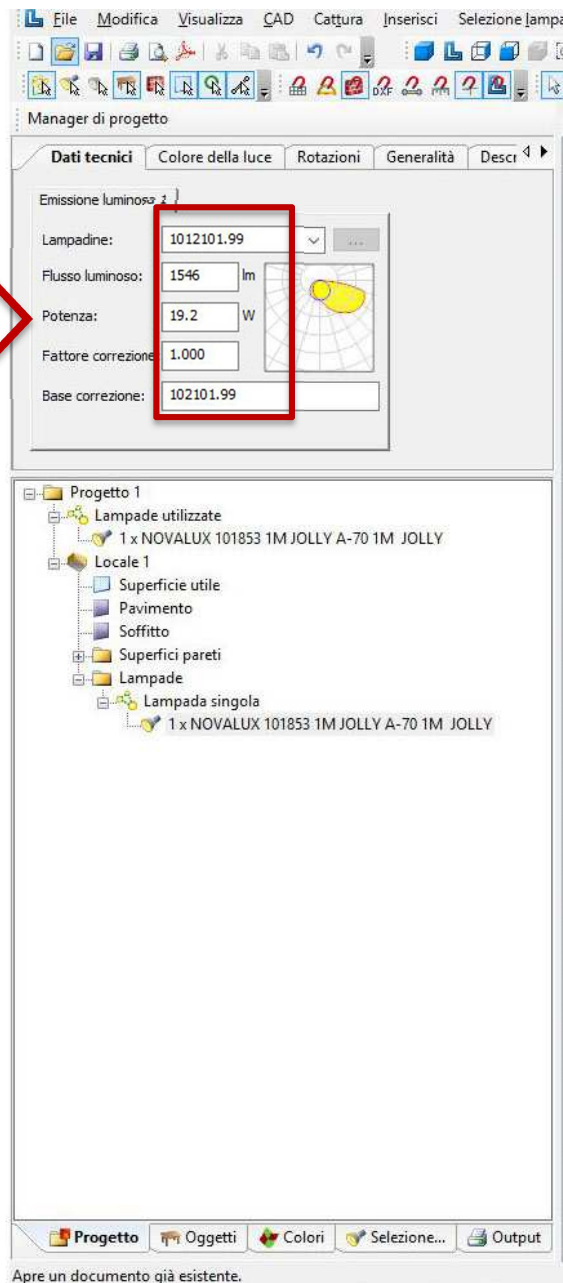 File Modifica Visualizza CAD Cattura Inserisci Selezione lampa
DXF
Manager di progetto
Dati tecnici Colore della luce Rotazioni Generalità Descr
Emissione luminosa 1
Lampadine: 1012101.99 ...
Flusso luminoso: 1546 lm
Potenza: 19.2 W
Fattore correzione 1.000
Base correzione: 102101.99
Progetto 1
Lampade utilizzate
1 x NOVALUX 101853 1M JOLLY A-70 1M JOLLY
Locale 1
Superficie utile
Pavimento
Soffitto
Superfici pareti
Lampade
Lampada singola
1 x NOVALUX 101853 1M JOLLY A-70 1M JOLLY
Progetto Oggetti Colori Selezione... Output
Apre un documento già esistente.